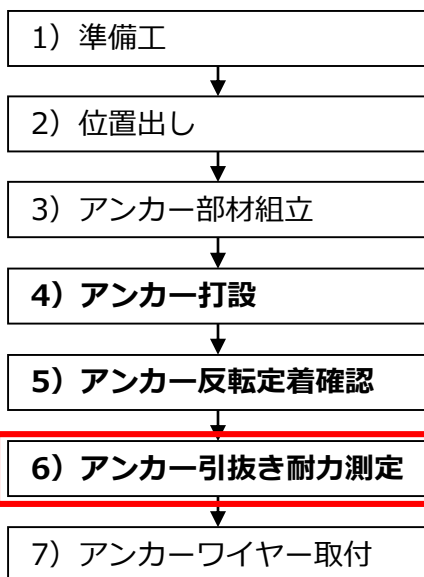 1）準備工
2）位置出し
3）アンカー部材組立
4）アンカー打設
5）アンカー反転定着確認
6）アンカー引抜き耐力測定
7）アンカーワイヤー取付